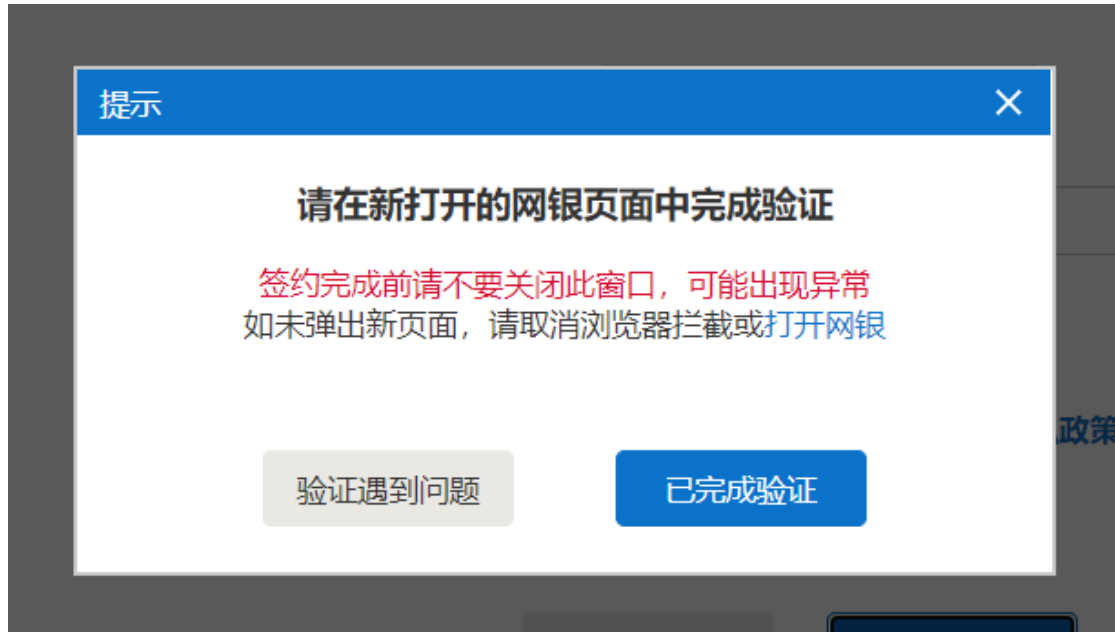 提示
请在新打开的网银页面中完成验证
签约完成前请不要关闭此窗口，可能出现异常
如未弹出新页面，请取消浏览器拦截或打开网银
政策
验证遇到问题
已完成验证